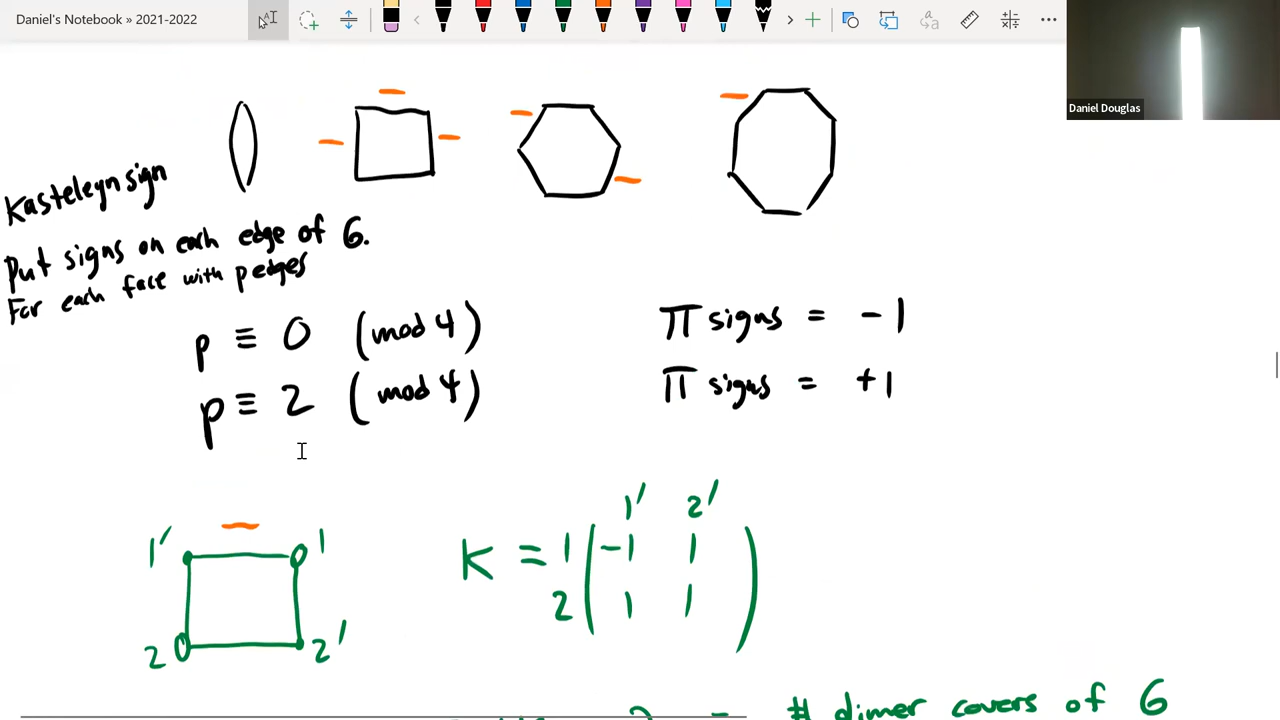 Daniel's Notebook » 2021-2022
Daniel Douglas
Kasteleyn sign
Put signs on each edge of G.
For each face with p edges
p ≡ 0 (mod 4) π signs = -1
p ≡ 2 (mod 4) π signs = +1
1' 1
2 2'
1' 2'
K = 1 ( -1 1
2 1 1 )
# dimer covers of G